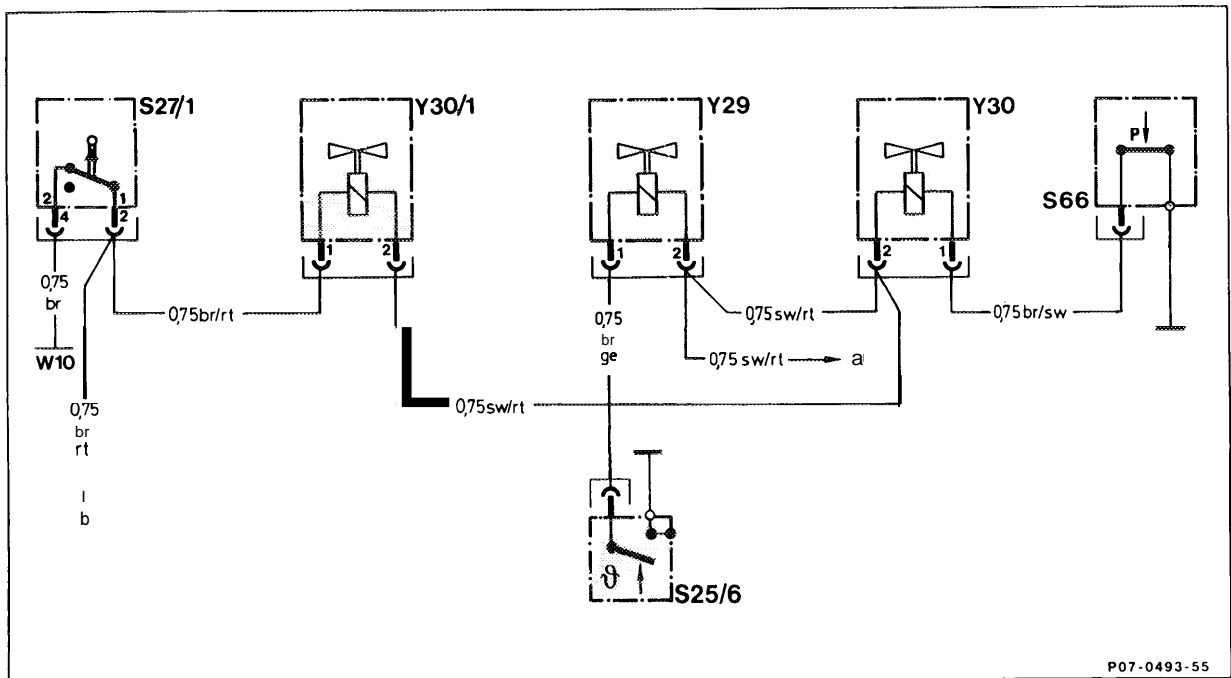 S27/1
Y30/1
Y29
Y30
P
S66
2
1
4
2
1
2
1
2
2
1
0,75
br
0,75br/rt
0,75
br
ge
0,75sw/rt
0,75br/sw
W10
0,75 sw/rt
a
0,75
br
rt
0,75sw/rt
b
ϑ
S25/6
P07-0493-55